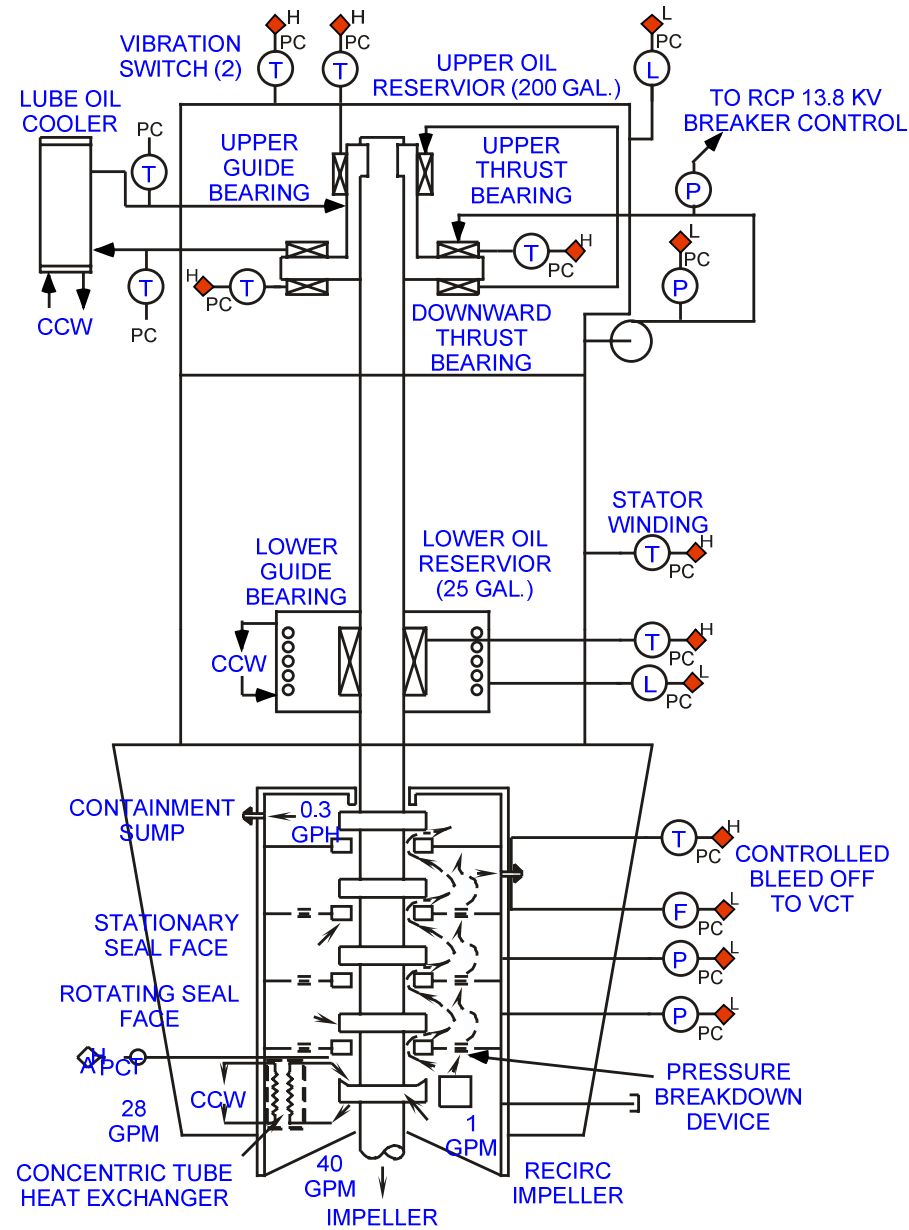 H
PC
T
H
PC
T
L
PC
L
VIBRATION
SWITCH (2)
UPPER OIL
RESERVIOR (200 GAL.)
LUBE OIL
COOLER
TO RCP 13.8 KV
BREAKER CONTROL
PC
T
UPPER
GUIDE
BEARING
UPPER
THRUST
BEARING
P
L
PC
P
H
PC
T
T
H
PC
T
PC
CCW
DOWNWARD
THRUST
BEARING
STATOR
WINDING
T
H
PC
LOWER
GUIDE
BEARING
LOWER OIL
RESERVIOR
(25 GAL.)
CCW
T
H
PC
L
L
PC
CONTAINMENT
SUMP
0.3
GPH
T
H
PC
CONTROLLED
BLEED OFF
TO VCT
STATIONARY
SEAL FACE
F
L
PC
P
L
PC
ROTATING SEAL
FACE
P
L
PC
H
A
PCT
CCW
28
GPM
1
GPM
PRESSURE
BREAKDOWN
DEVICE
CONCENTRIC TUBE
HEAT EXCHANGER
40
GPM
RECIRC
IMPELLER
IMPELLER